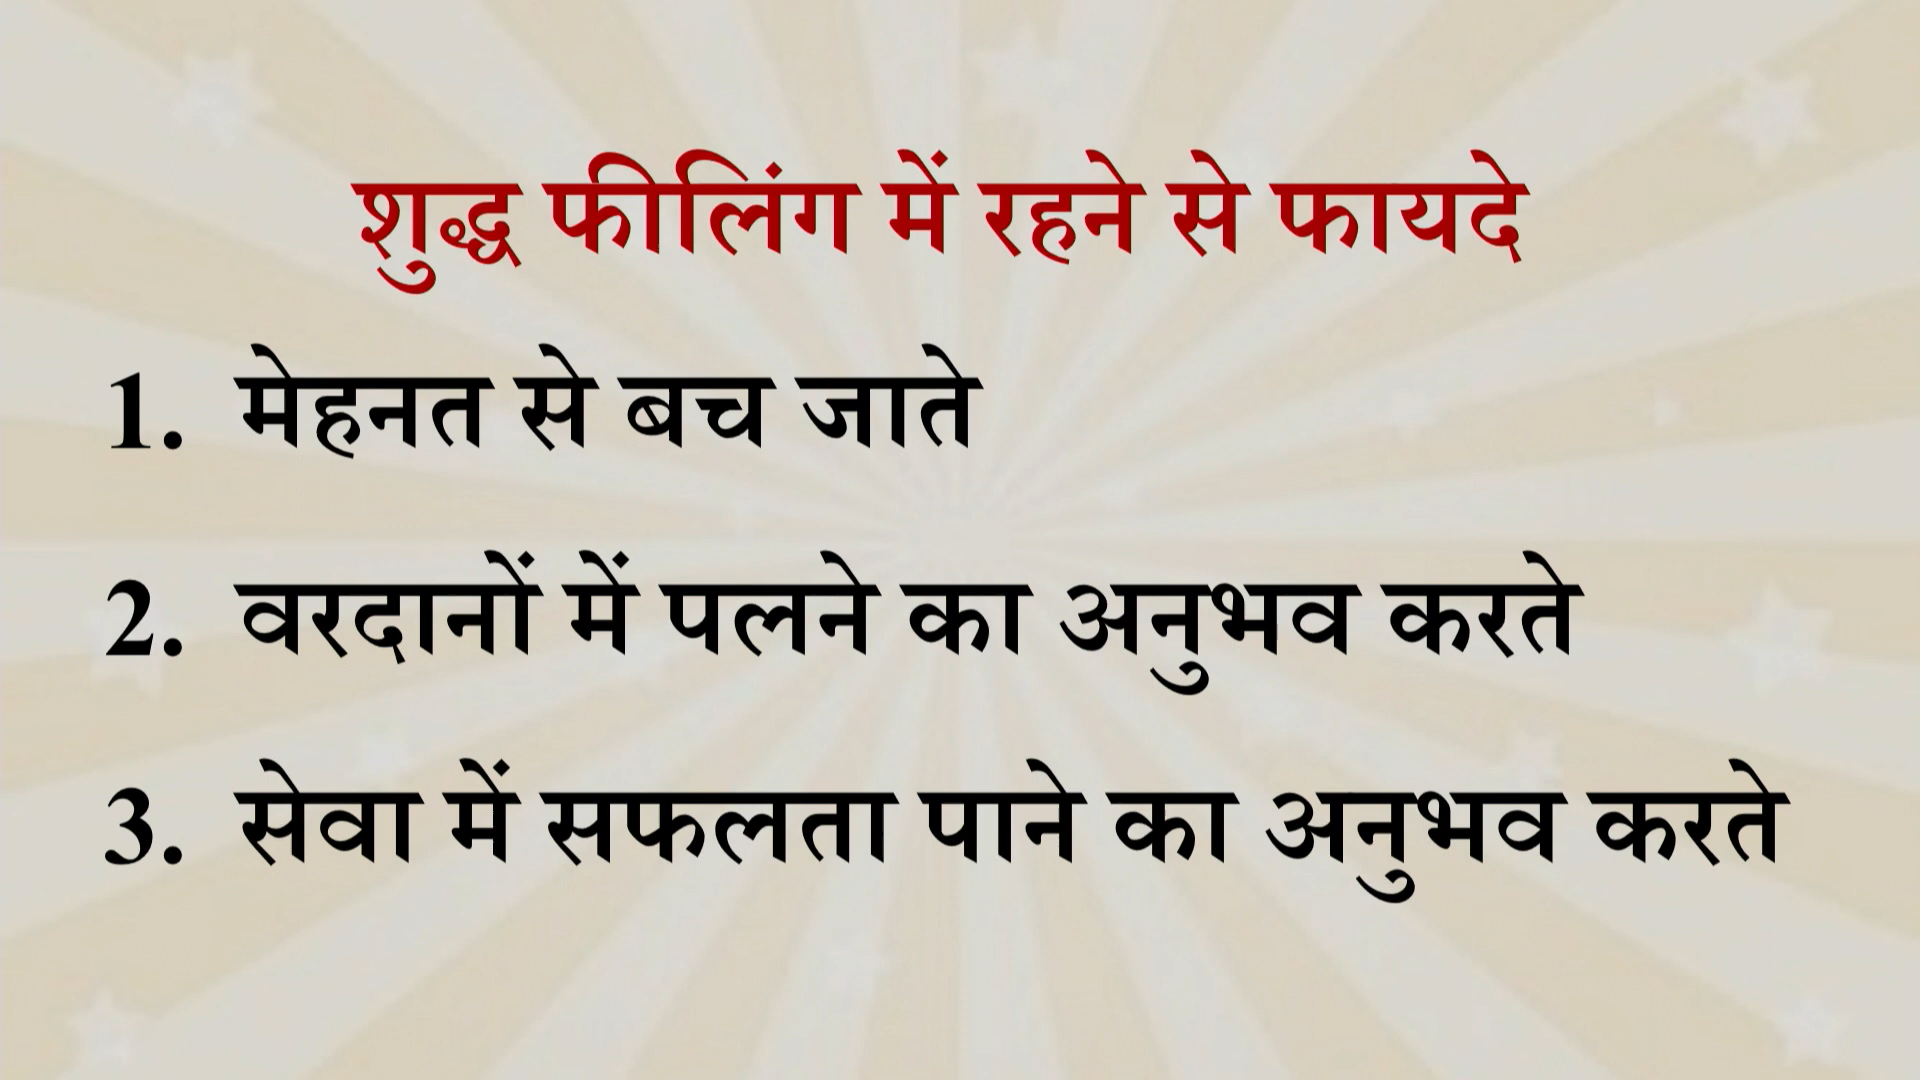 शुद्ध फीलिंग में रहने से फायदे
1. मेहनत से बच जाते
2. वरदानों में पलने का अनुभव करते
3. सेवा में सफलता पाने का अनुभव करते